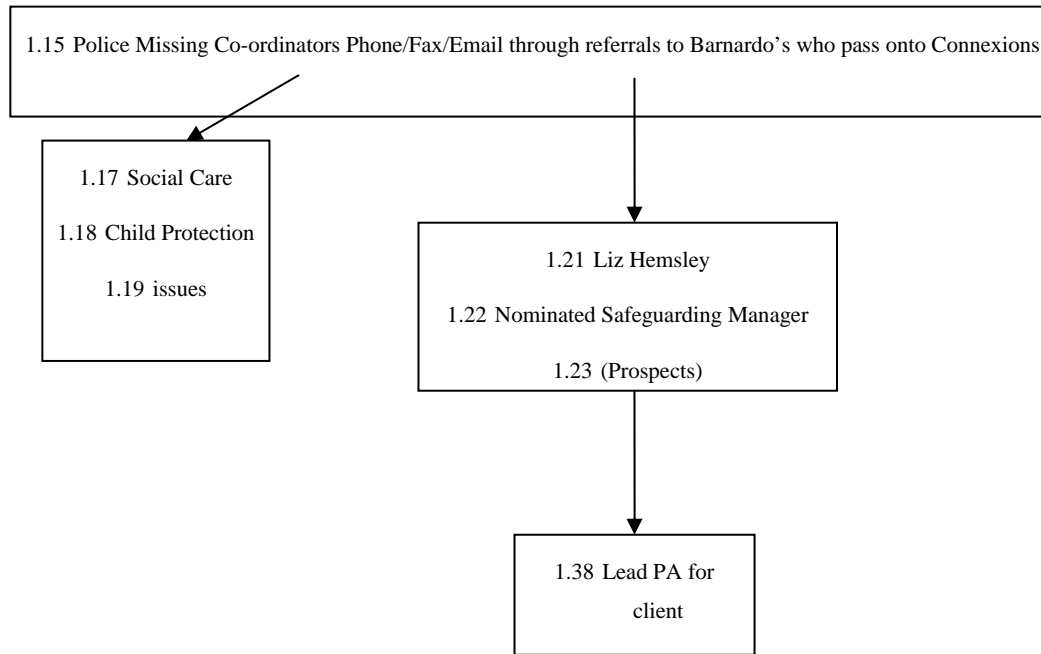 1.15 Police Missing Co-ordinators Phone/Fax/Email through referrals to Barnardo’s who pass onto Connexions
1.17 Social Care
1.18 Child Protection
1.19 issues
1.21 Liz Hemsley
1.22 Nominated Safeguarding Manager
1.23 (Prospects)
1.38 Lead PA for
client